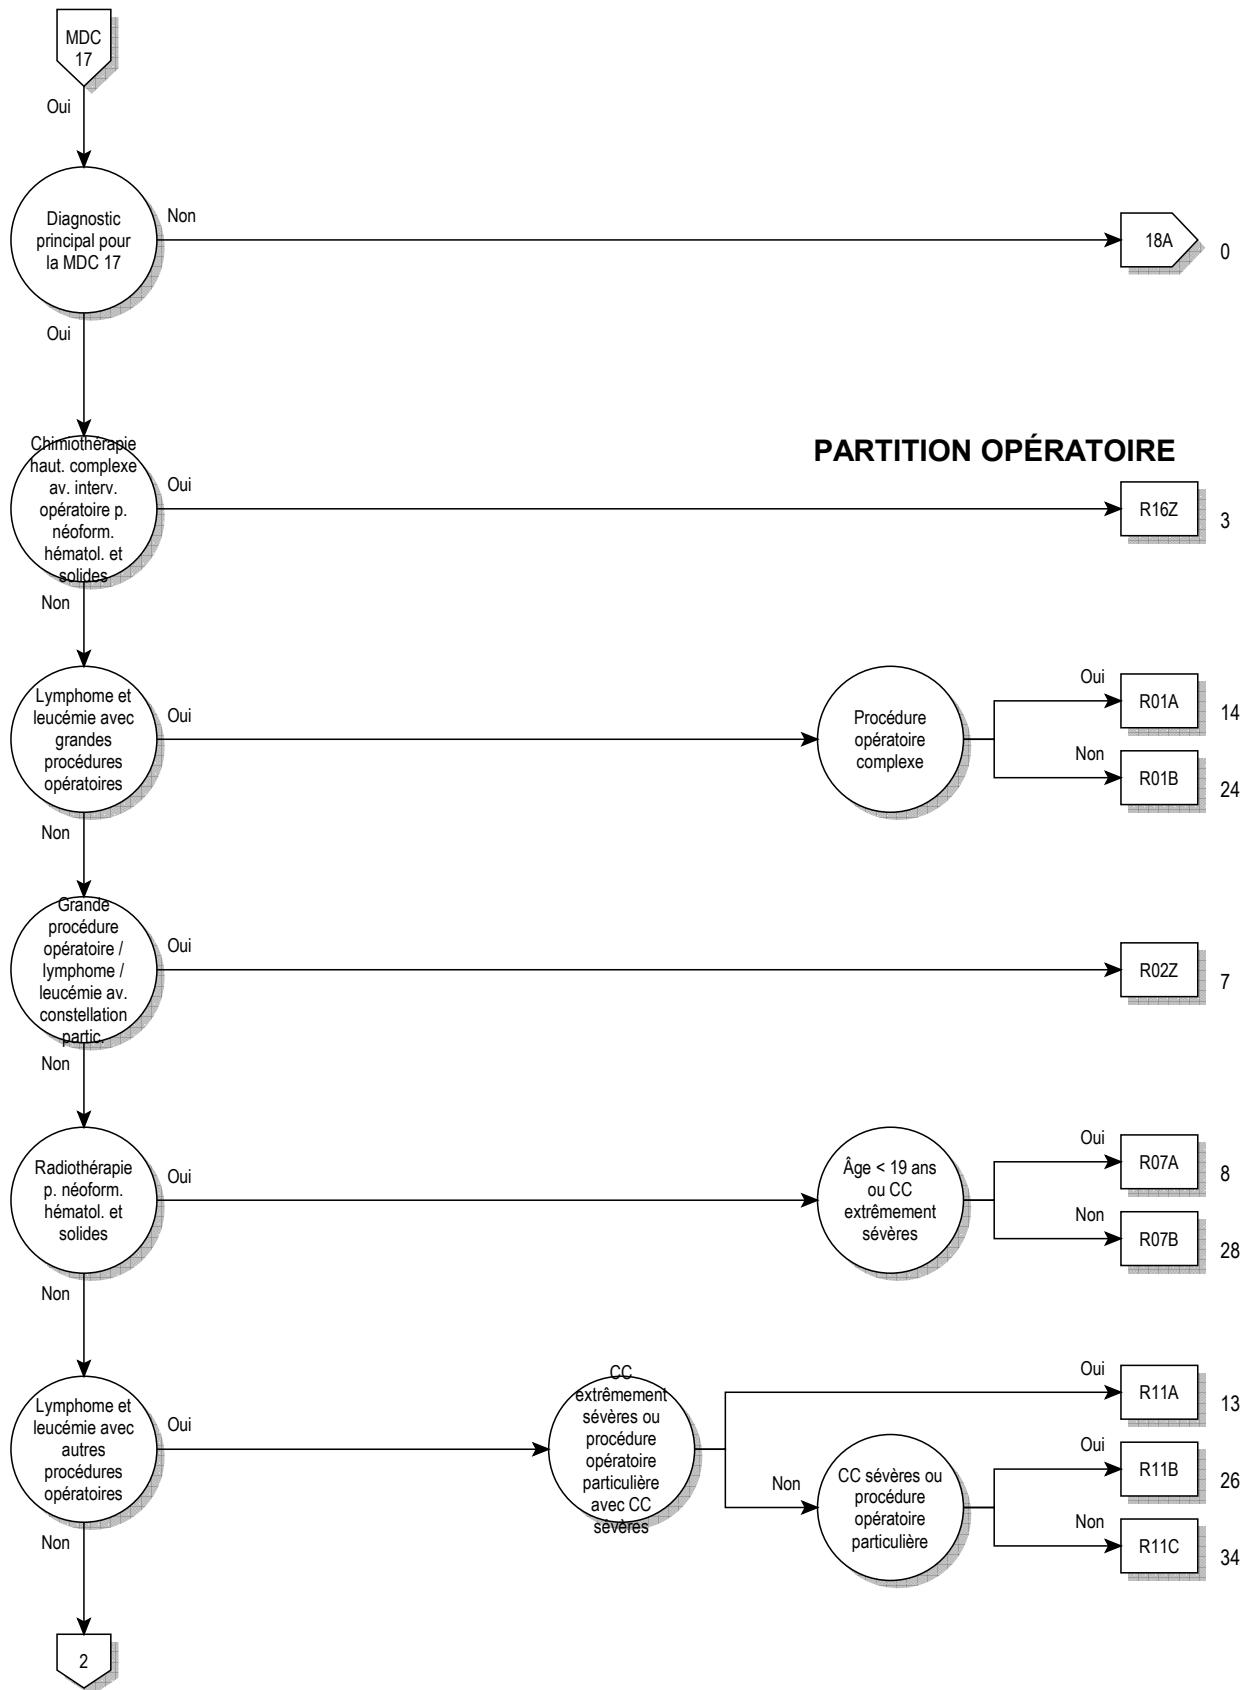 MDC
17
Oui
Diagnostic
principal pour
la MDC 17
Non
18A
0
Oui
PARTITION OPÉRATOIRE
Chimiothérapie
haut. complexe
av. interv.
opératoire p.
néoform.
hématol. et
solides
Oui
R16Z
3
Non
Lymphome et
leucémie avec
grandes
procédures
opératoires
Oui
Procédure
opératoire
complexe
Oui
R01A
14
Non
R01B
24
Non
Grande
procédure
opératoire /
lymphome /
leucémie av.
constellation
partic.
Oui
R02Z
7
Non
Radiothérapie
p. néoform.
hématol. et
solides
Oui
Âge < 19 ans
ou CC
extrêmement
sévères
Oui
R07A
8
Non
R07B
28
Non
Lymphome et
leucémie avec
autres
procédures
opératoires
Oui
CC
extrêmement
sévères ou
procédure
opératoire
particulière
avec CC
sévères
Oui
R11A
13
Non
CC sévères ou
procédure
opératoire
particulière
Oui
R11B
26
Non
R11C
34
Non
2